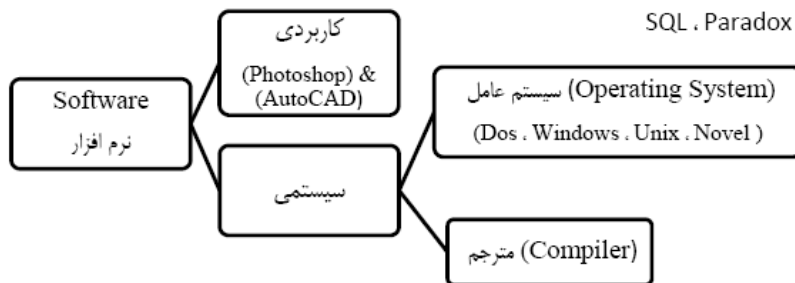 SQL ، Paradox
کاربردی
(Photoshop) &
(AutoCAD)
Software
نرم افزار
سیستم عامل (Operating System)
(Dos ، Windows ، Unix ، Novel )
سیستمی
مترجم (Compiler)